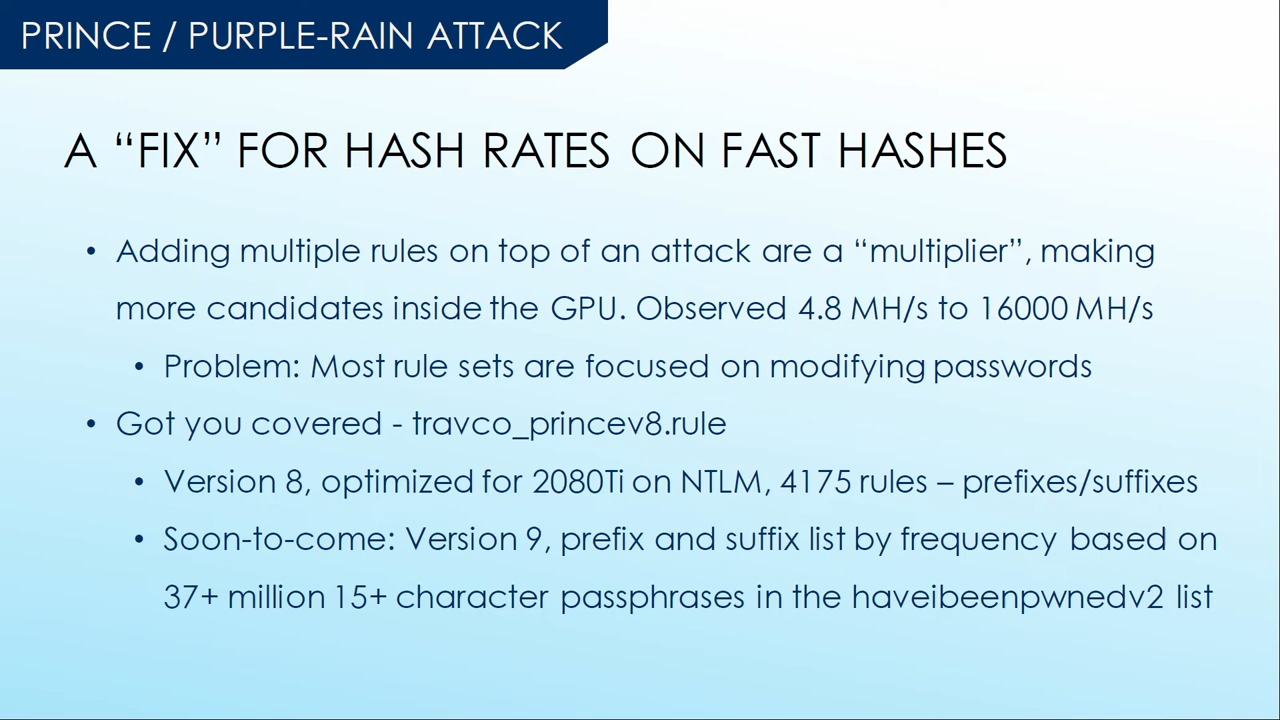 PRINCE / PURPLE-RAIN ATTACK
A “FIX” FOR HASH RATES ON FAST HASHES
• Adding multiple rules on top of an attack are a “multiplier”, making
more candidates inside the GPU. Observed 4.8 MH/s to 16000 MH/s
• Problem: Most rule sets are focused on modifying passwords
• Got you covered - travco_princev8.rule
• Version 8, optimized for 2080Ti on NTLM, 4175 rules – prefixes/suffixes
• Soon-to-come: Version 9, prefix and suffix list by frequency based on
37+ million 15+ character passphrases in the haveibeenpwnedv2 list